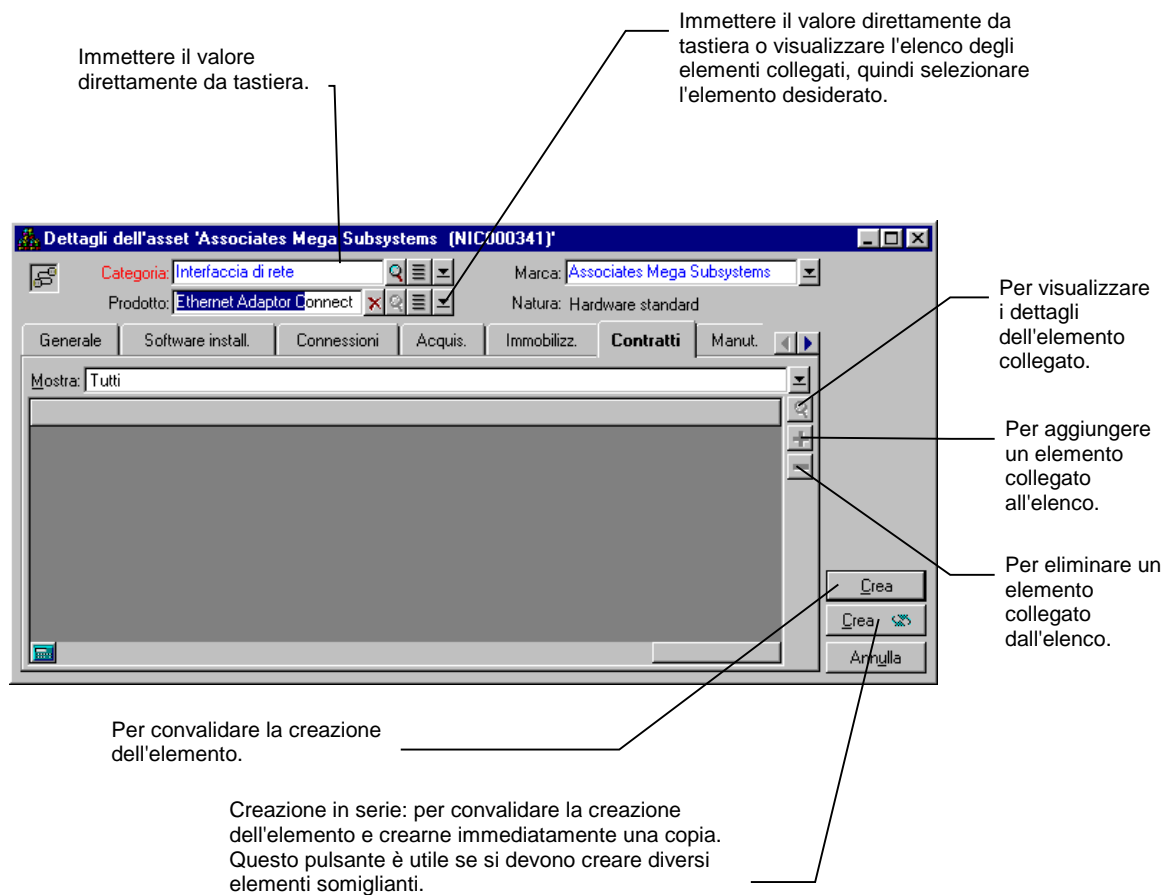 Immettere il valore direttamente da
tastiera o visualizzare l'elenco degli
elementi collegati, quindi selezionare
l'elemento desiderato.
Immettere il valore
direttamente da tastiera.
Dettagli dell'asset 'Associates Mega Subsystems (NIC000341)'
Categoria: Interfaccia di rete
Marca: Associates Mega Subsystems
Prodotto: Ethernet Adaptor Connect
Natura: Hardware standard
Generale
Software install.
Connessioni
Acquis.
Immobilizz.
Contratti
Manut.
Mostra: Tutti
Per visualizzare
i dettagli
dell'elemento
collegato.
Per aggiungere
un elemento
collegato
all'elenco.
Per eliminare un
elemento
collegato
dall'elenco.
Crea
Crea
Annulla
Per convalidare la creazione
dell'elemento.
Creazione in serie: per convalidare la creazione
dell'elemento e crearne immediatamente una copia.
Questo pulsante è utile se si devono creare diversi
elementi somiglianti.